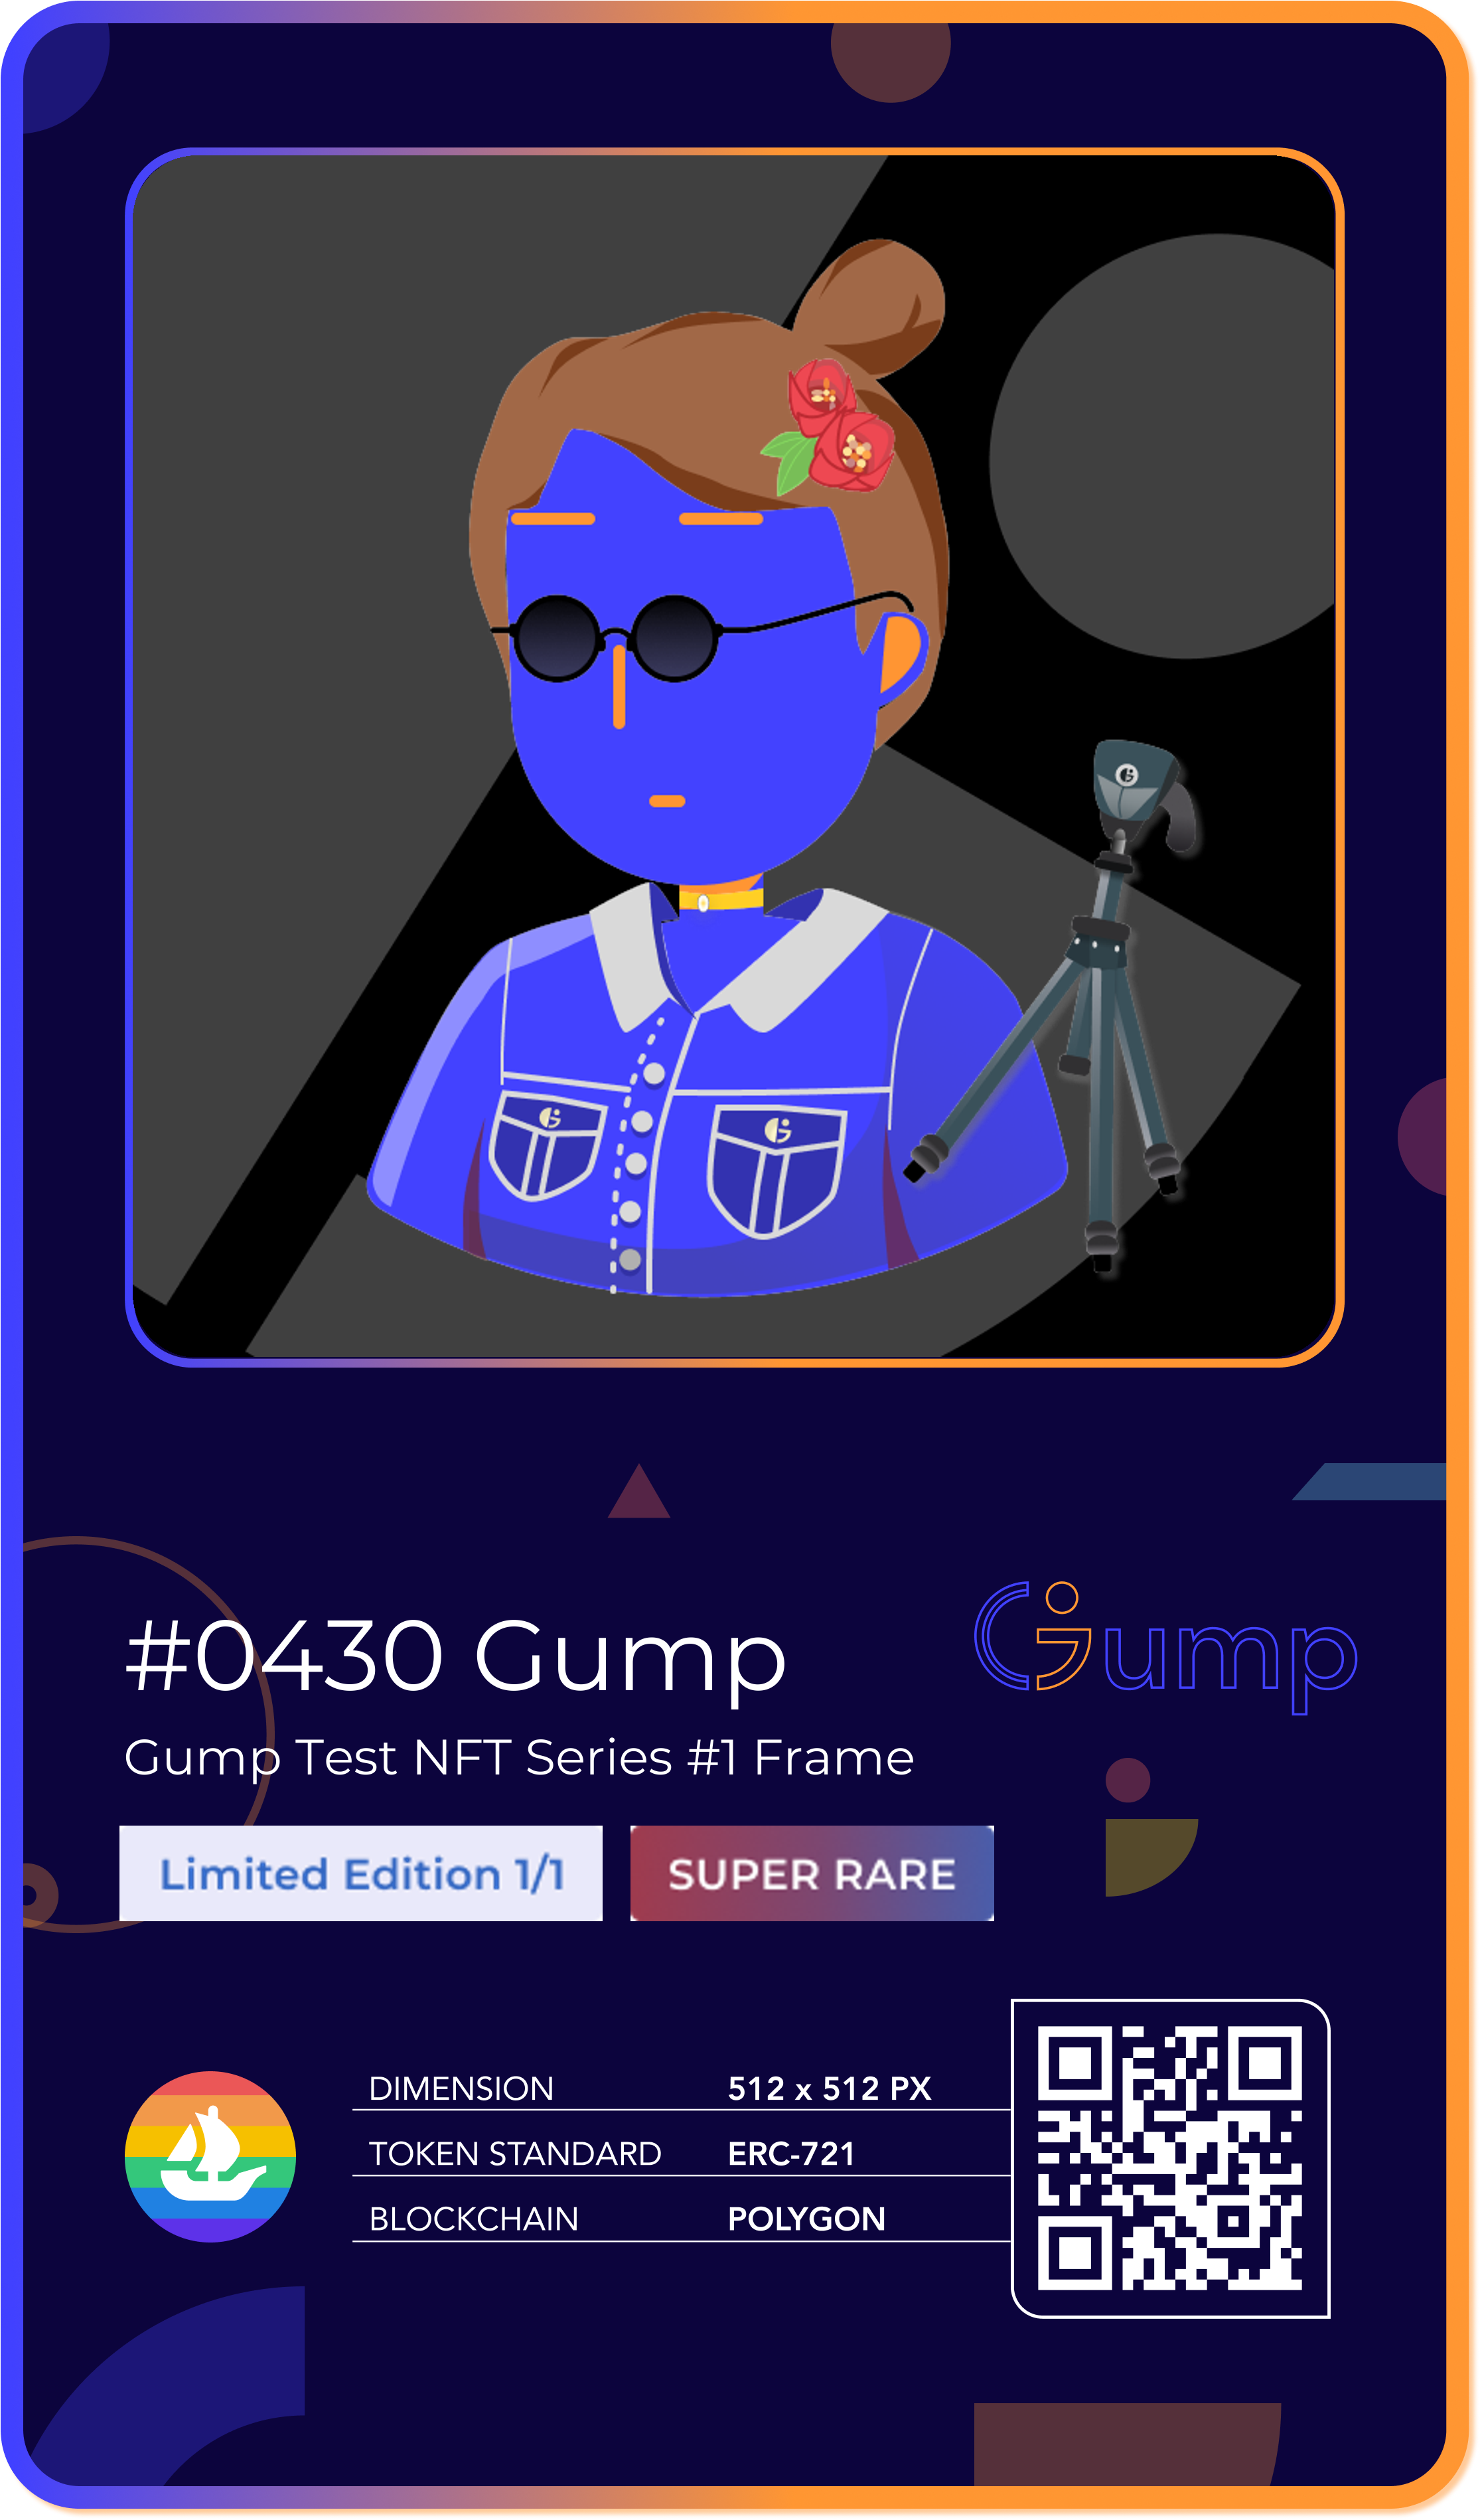 #0430 Gump
Gump
Gump Test NFT Series #1 Frame
Limited Edition 1/1
SUPER RARE
DIMENSION 512 x 512 PX
TOKEN STANDARD ERC-721
BLOCKCHAIN POLYGON